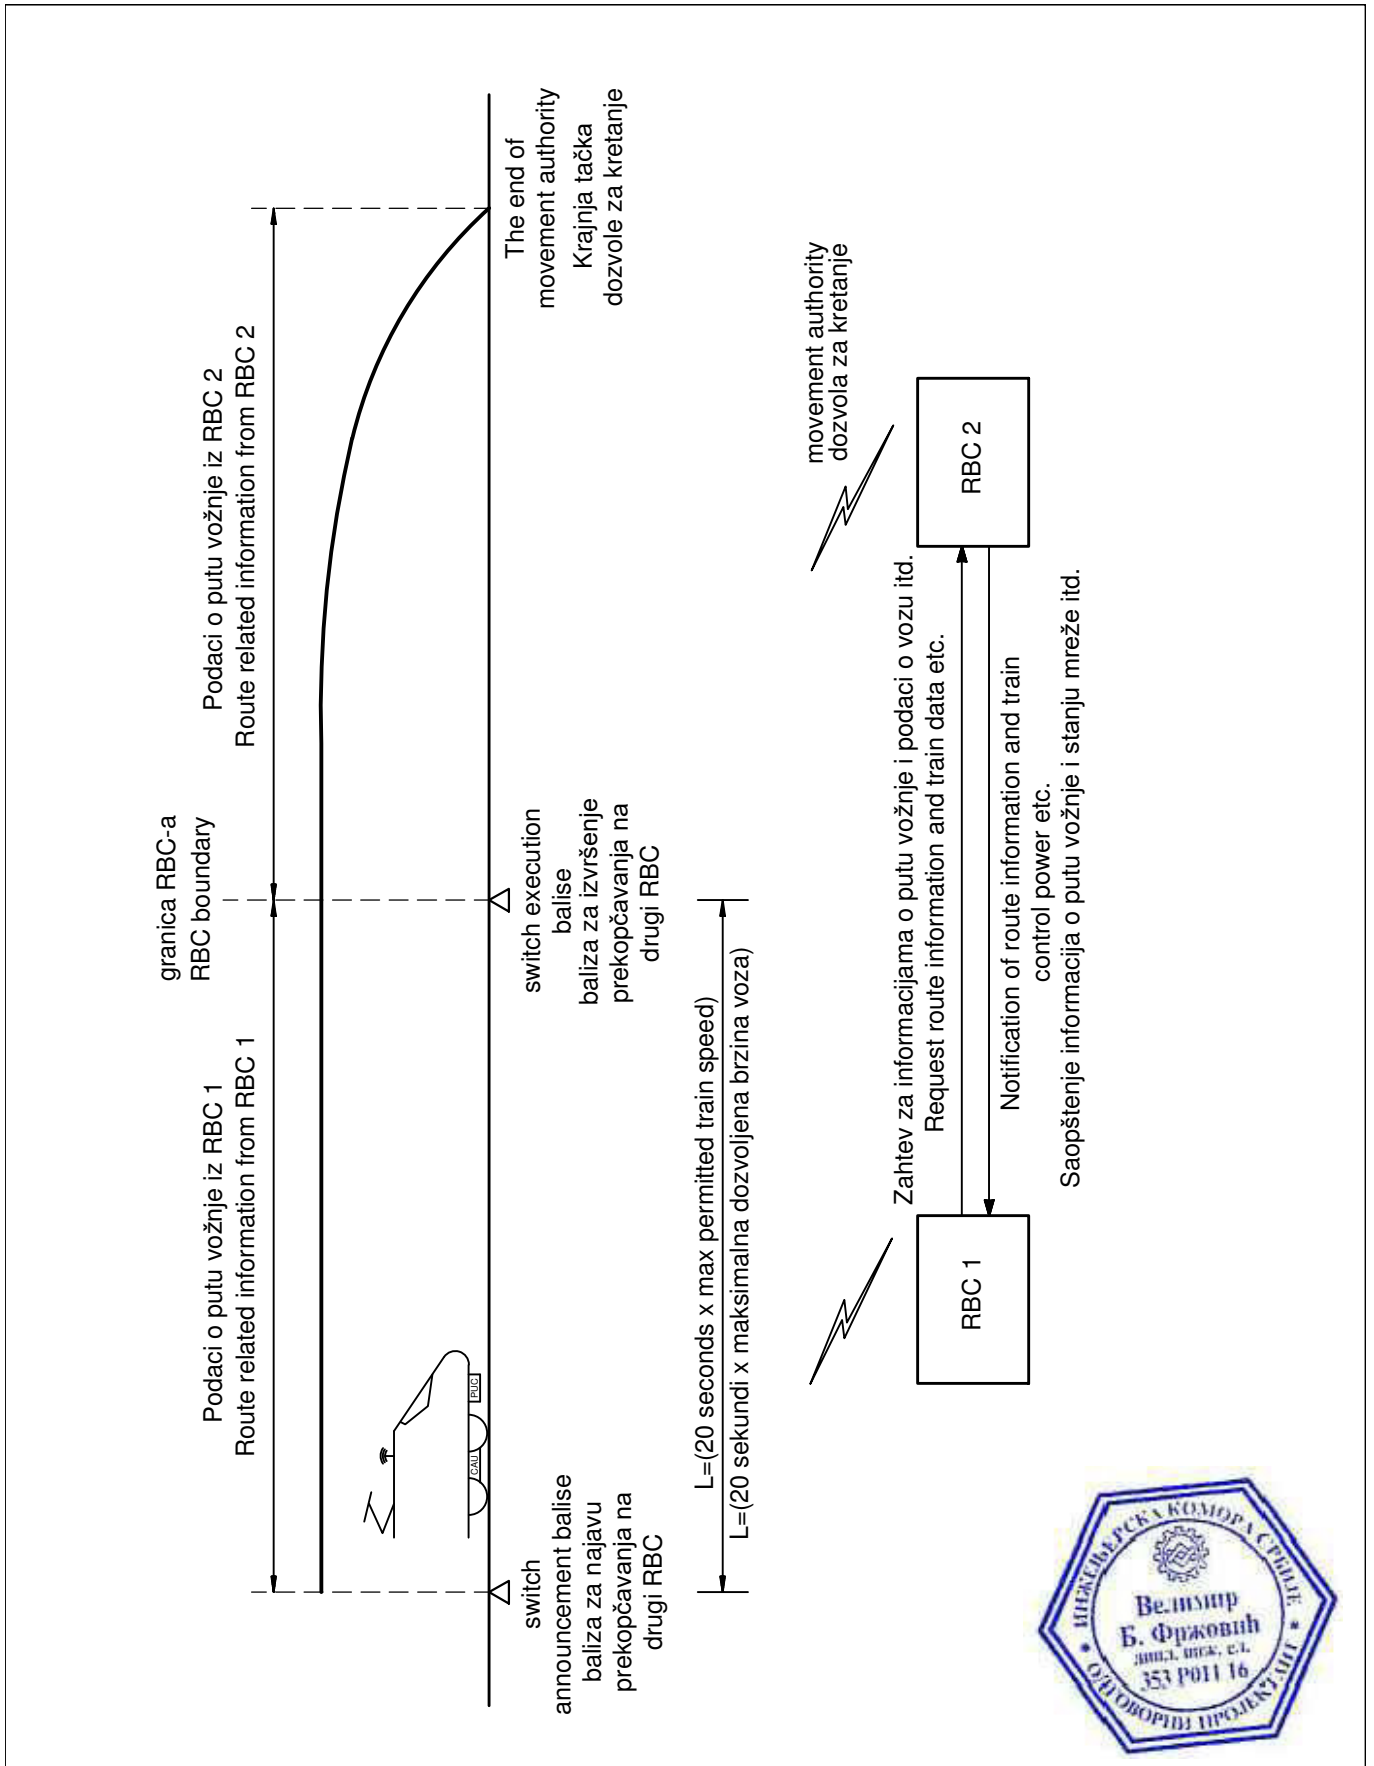 granica RBC-a
RBC boundary
Podaci o putu vožnje iz RBC 1
Route related information from RBC 1
Podaci o putu vožnje iz RBC 2
Route related information from RBC 2
CAU
PUC
switch
announcement balise
baliza za najavu
prekopčavanja na
drugi RBC
switch execution
balise
baliza za izvršenje
prekopčavanja na
drugi RBC
The end of
movement authority
Krajnja tačka
dozvole za kretanje
L=(20 seconds x max permitted train speed)
L=(20 sekundi x maksimalna dozvoljena brzina voza)
movement authority
dozvola za kretanje
Zahtev za informacijama o putu vožnje i podaci o vozu itd.
Request route information and train data etc.
RBC 1
RBC 2
Notification of route information and train
control power etc.
Saopštenje informacija o putu vožnje i stanju mreže itd.
ИНЖЕЊЕРСКА КОМОРА СРБИЈЕ
Велимир
Б. Фржовић
дипл. инж. ел.
353 Р011 16
ОДГОВОРНИ ПРОЈЕКТАНТ